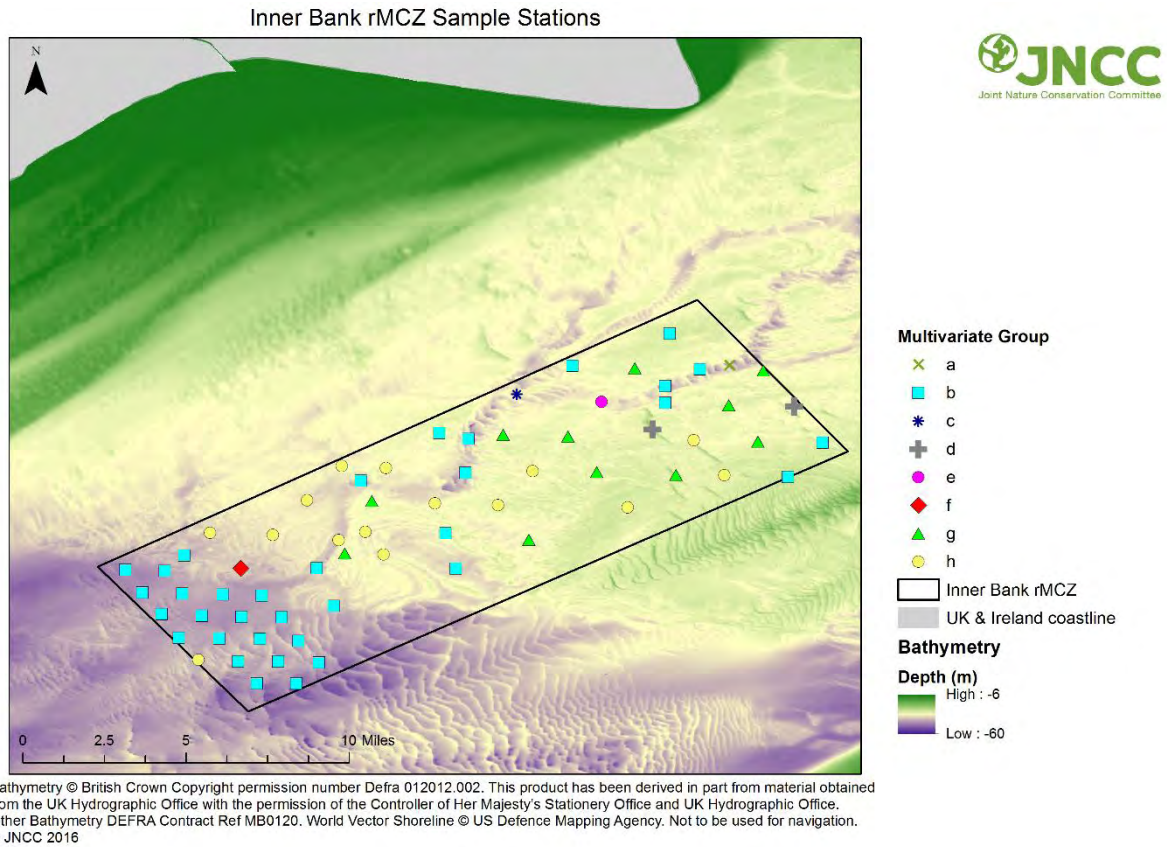 Inner Bank rMCZ Sample Stations
N
JNCC
Joint Nature Conservation Committee
Multivariate Group
a
b
c
d
e
f
g
h
Inner Bank rMCZ
UK & Ireland coastline
Bathymetry
Depth (m)
High : -6
Low : -60
0 2.5 5 10 Miles
athymetry © British Crown Copyright permission number Defra 012012.002. This product has been derived in part from material obtained
om the UK Hydrographic Office with the permission of the Controller of Her Majesty's Stationery Office and UK Hydrographic Office.
ther Bathymetry DEFRA Contract Ref MB0120. World Vector Shoreline © US Defence Mapping Agency. Not to be used for navigation.
JNCC 2016